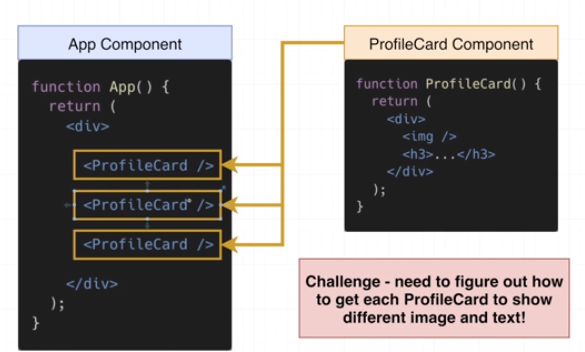 App Component
function App() {
return (
<div>
<ProfileCard />
<ProfileCard />
<ProfileCard />
</div>
);
}
ProfileCard Component
function ProfileCard() {
return (
<div>
<img />
<h3>...</h3>
</div>
);
}
Challenge - need to figure out how
to get each ProfileCard to show
different image and text!